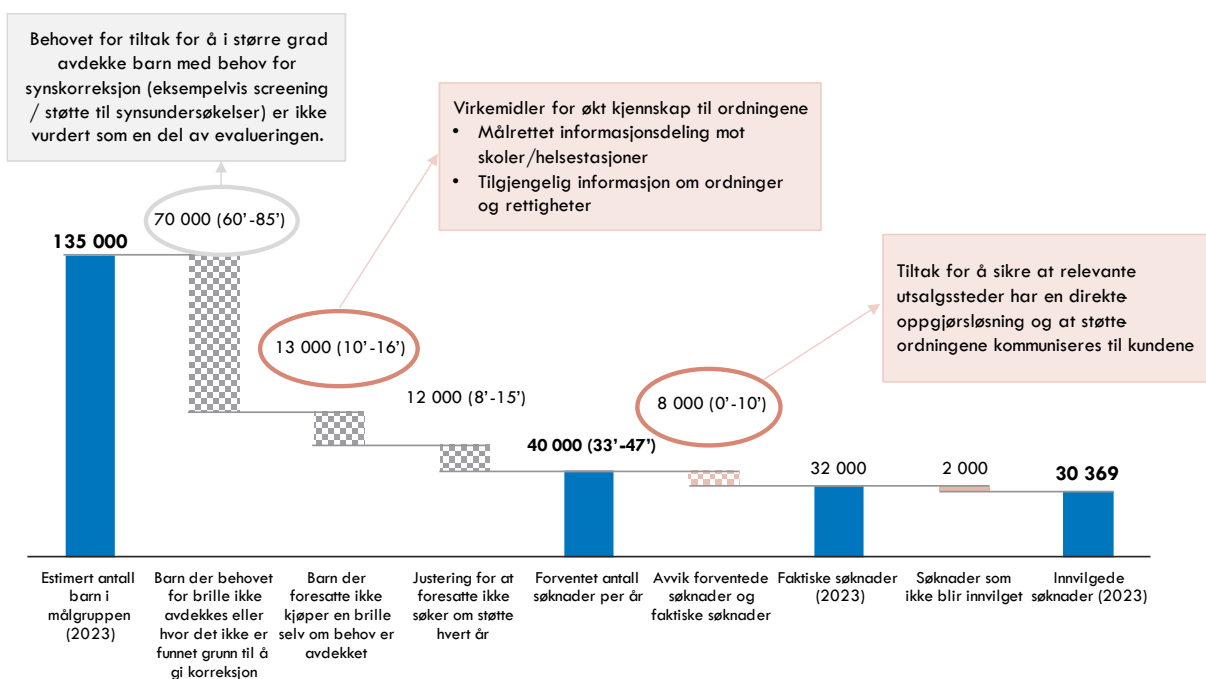 Behovet for tiltak for å i større grad
avdekke barn med behov for
synskorreksjon (eksempelvis screening
/ støtte til synsundersøkelser) er ikke
vurdert som en del av evalueringen.
Virkemidler for økt kjennskap til ordningene
• Målrettet informasjonsdeling mot
skoler/helsestasjoner
• Tilgjengelig informasjon om ordninger
og rettigheter
Tiltak for å sikre at relevante
utsalgssteder har en direkte-
oppgjørsløsning og at støtte-
ordningene kommuniseres til kundene
135 000
70 000 (60'-85')
13 000 (10'-16')
12 000 (8'-15')
40 000 (33'-47')
8 000 (0'-10')
32 000
2 000
30 369
Estimert antall
barn i
målgruppen
(2023)
Barn der behovet
for brille ikke
avdekkes eller
hvor det ikke er
funnet grunn til å
gi korreksjon
Barn der
foresatte ikke
kjøper en brille
selv om behov er
avdekket
Justering for at
foresatte ikke
søker om støtte
hvert år
Forventet antall
søknader per år
Avvik forventede
søknader og
faktiske søknader
Faktiske søknader
(2023)
Søknader som
ikke blir innvilget
Innvilgede
søknader (2023)